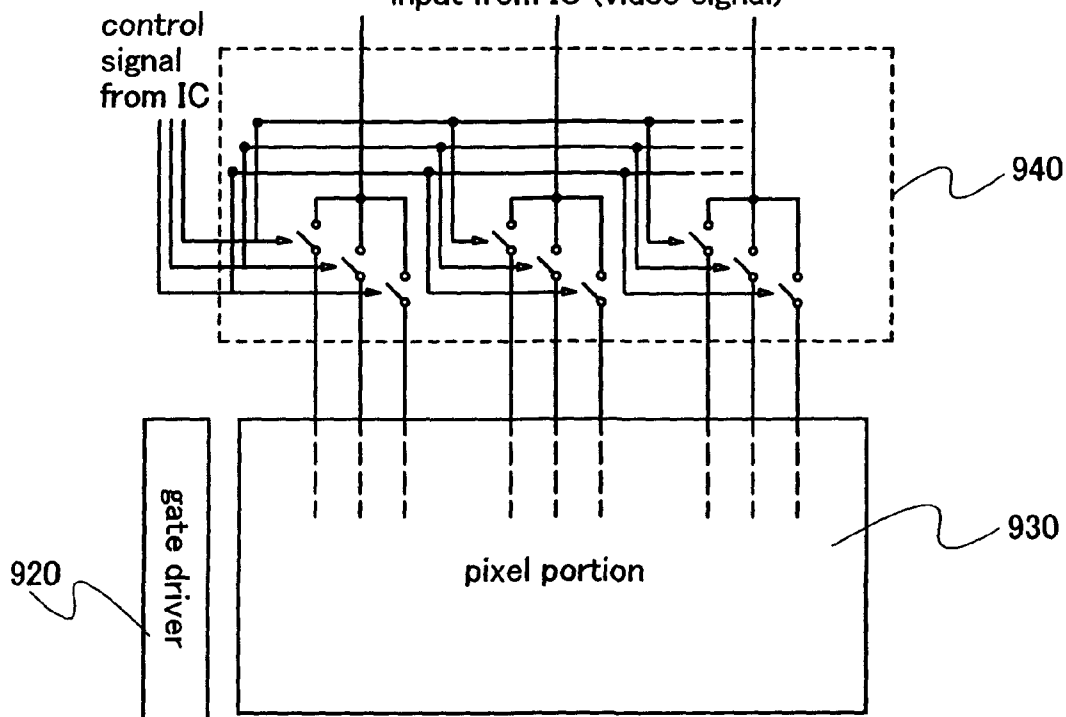 input from IC (video signal)
control
signal
from IC
940
gate driver
920
pixel portion
930